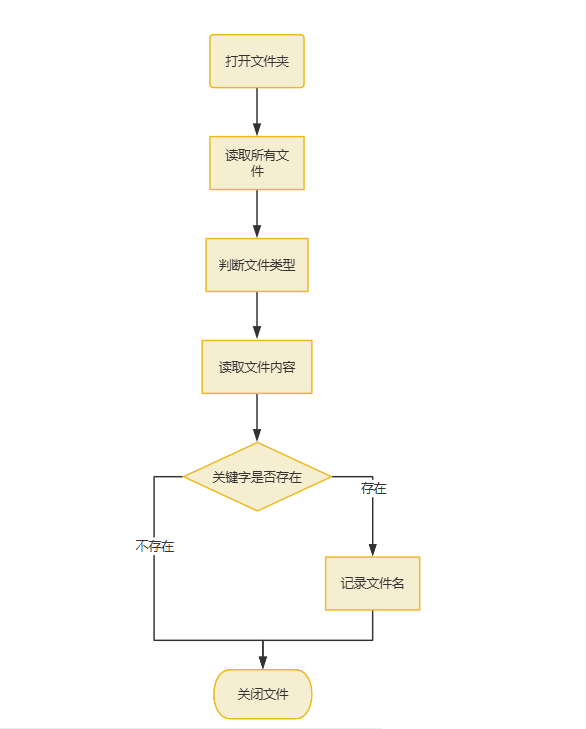 打开文件夹
读取所有文
件
判断文件类型
读取文件内容
关键字是否存在
存在
不存在
记录文件名
关闭文件